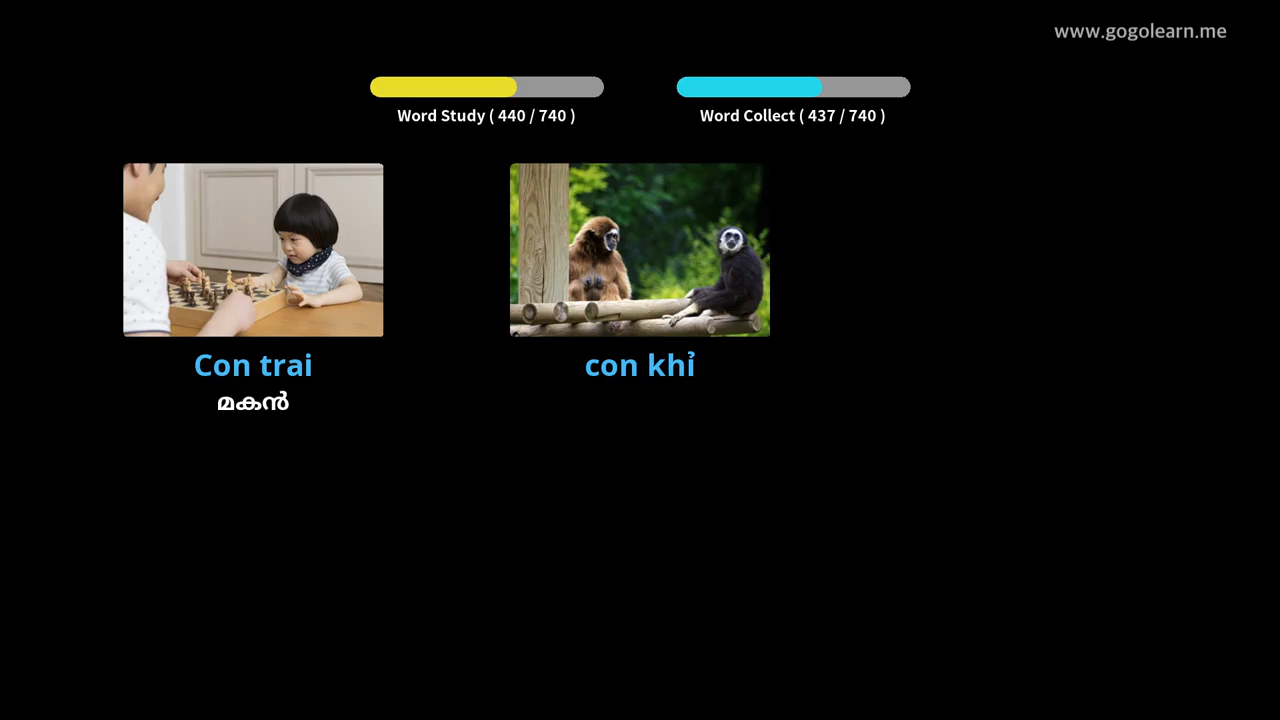 www.gogolearn.me
Word Study ( 440 / 740 )
Word Collect ( 437 / 740 )
Con trai
con khỉ
മകൻ